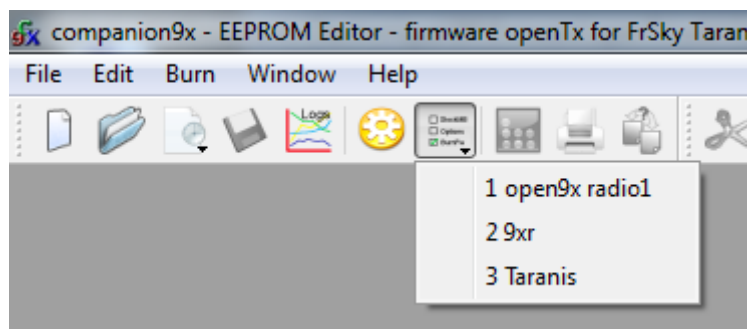 companion9x - EEPROM Editor - firmware openTx for FrSky Taran
File Edit Burn Window Help
Logs
1 open9x radio1
2 9xr
3 Taranis